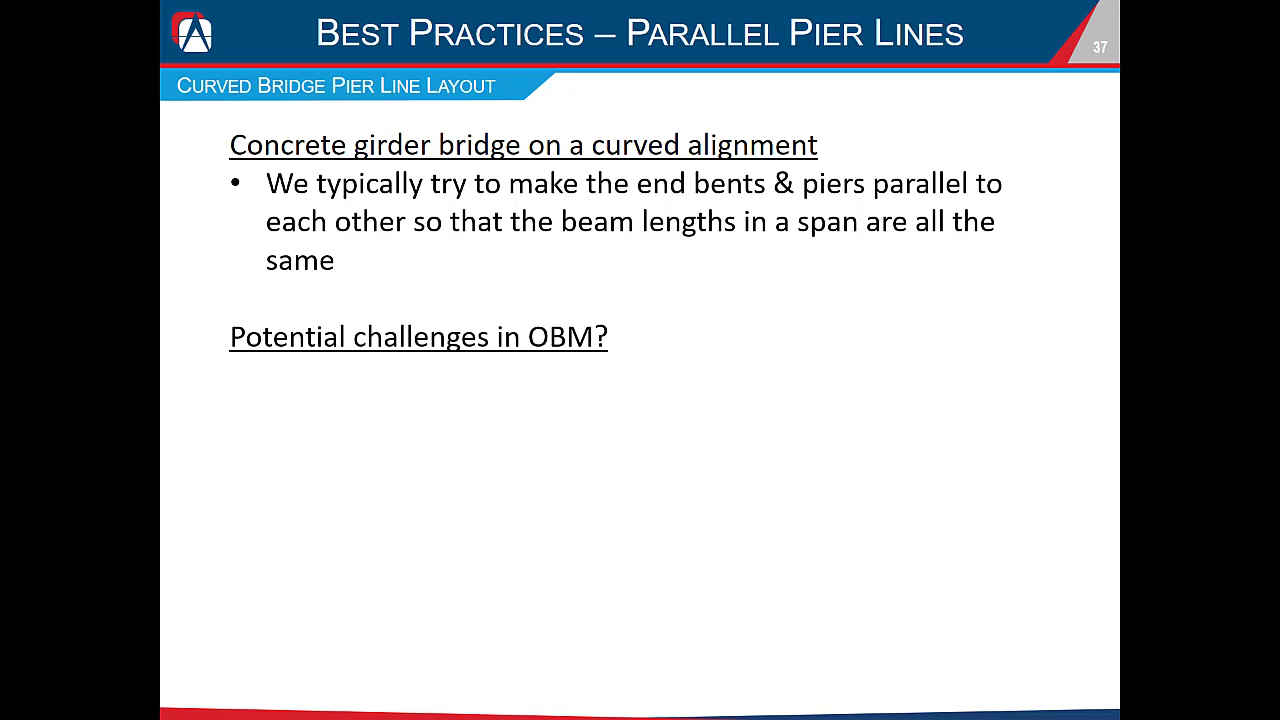 BEST PRACTICES – PARALLEL PIER LINES
37
CURVED BRIDGE PIER LINE LAYOUT
Concrete girder bridge on a curved alignment
• We typically try to make the end bents & piers parallel to
each other so that the beam lengths in a span are all the
same
Potential challenges in OBM?